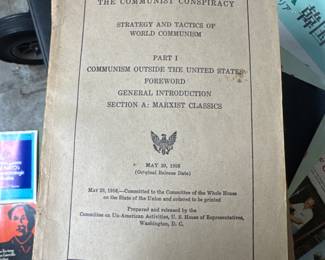 THE COMMUNIST CONSPIRACY
STRATEGY AND TACTICS OF
WORLD COMMUNISM
PART I
COMMUNISM OUTSIDE THE UNITED STATES
FOREWORD
GENERAL INTRODUCTION
SECTION A: MARXIST CLASSICS
MAY 29, 1956
(Original Release Date)
MAY 29, 1956.—Committed to the Committee of the Whole House
on the State of the Union and ordered to be printed
Prepared and released by the
Committee on Un-American Activities, U. S. House of Representatives,
Washington, D. C.